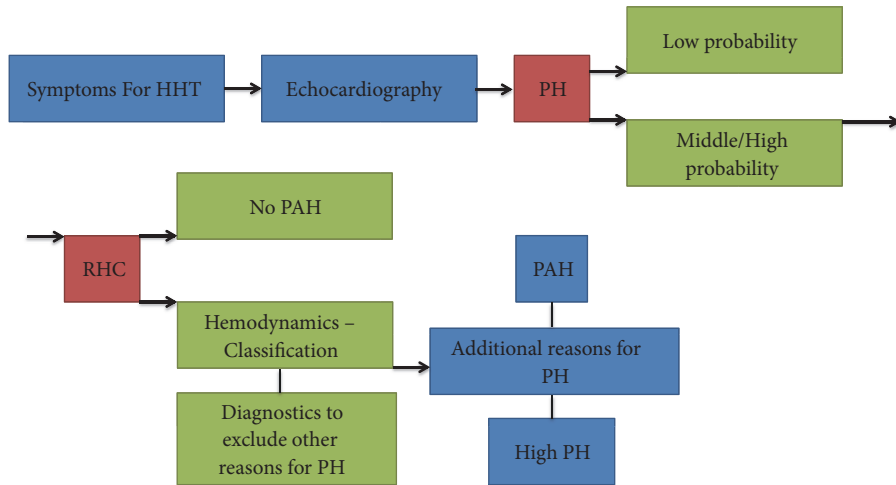 Symptoms For HHT
Echocardiography
PH
Low probability
Middle/High
probability
RHC
No PAH
Hemodynamics –
Classification
Diagnostics to
exclude other
reasons for PH
PAH
Additional reasons for
PH
High PH